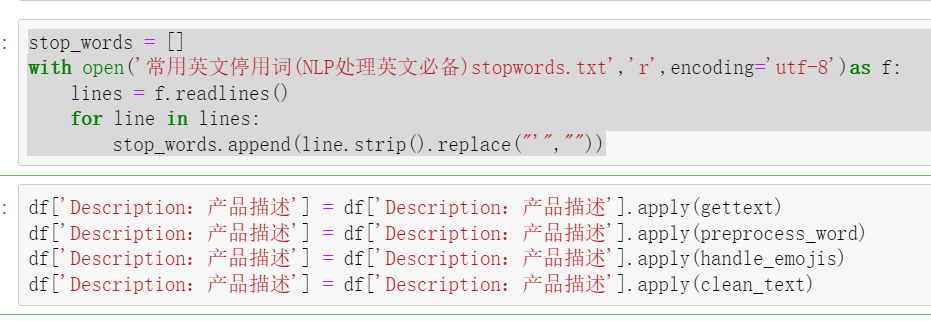 :
stop_words = []
with open('常用英文停用词(NLP处理英文必备)stopwords.txt','r',encoding='utf-8')as f:
    lines = f.readlines()
    for line in lines:
        stop_words.append(line.strip().replace("'",""))
:
df['Description：产品描述'] = df['Description：产品描述'].apply(gettext)
df['Description：产品描述'] = df['Description：产品描述'].apply(preprocess_word)
df['Description：产品描述'] = df['Description：产品描述'].apply(handle_emojis)
df['Description：产品描述'] = df['Description：产品描述'].apply(clean_text)